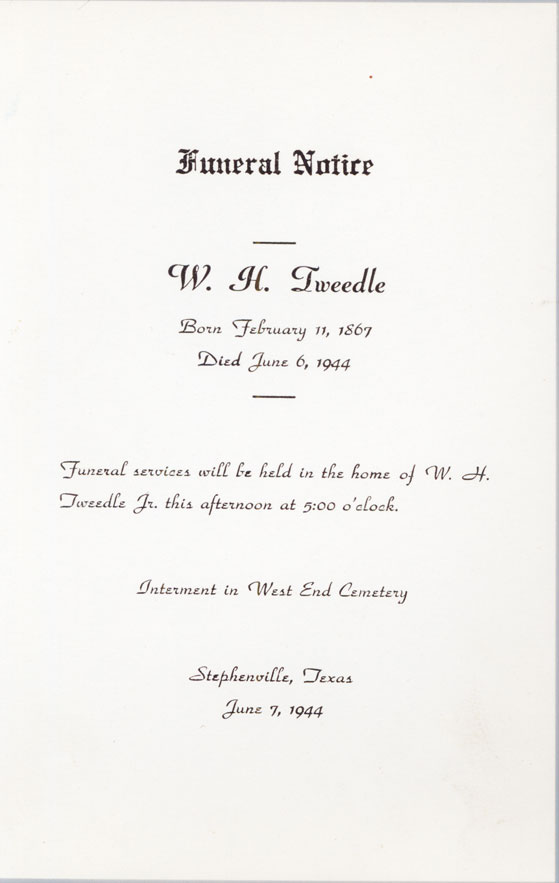 Funeral Notice
W. H. Tweedle
Born February 11, 1867
Died June 6, 1944
Funeral services will be held in the home of W. H.
Tweedle Jr. this afternoon at 5:00 o'clock.
Interment in West End Cemetery
Stephenville, Texas
June 7, 1944